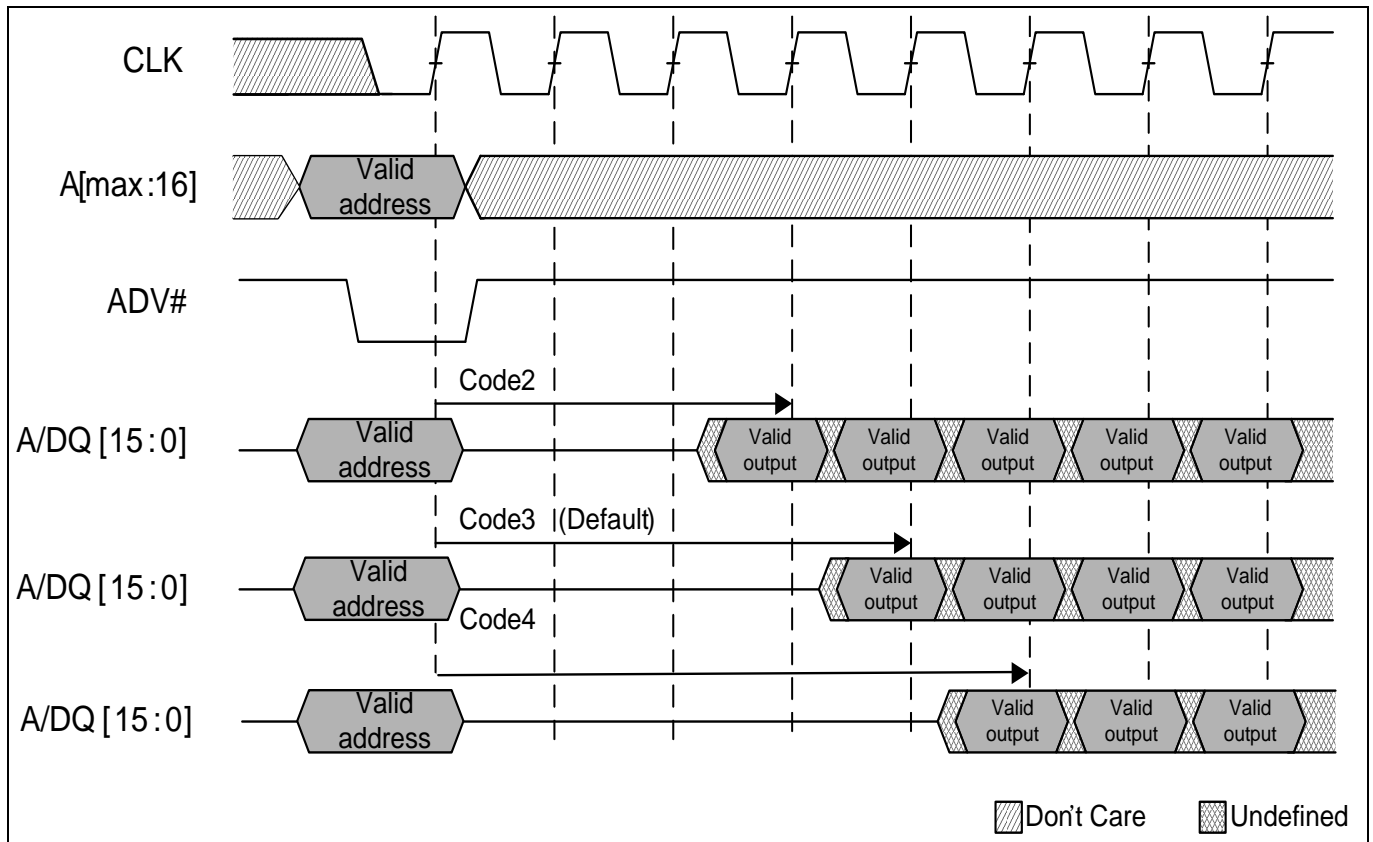 CLK
A[max:16]
Valid
address
ADV#
Code2
A/DQ[15:0]
Valid
address
Valid
output
Valid
output
Valid
output
Valid
output
Valid
output
Code3 (Default)
A/DQ[15:0]
Valid
address
Valid
output
Valid
output
Valid
output
Valid
output
Code4
A/DQ[15:0]
Valid
address
Valid
output
Valid
output
Valid
output
Don't Care
Undefined